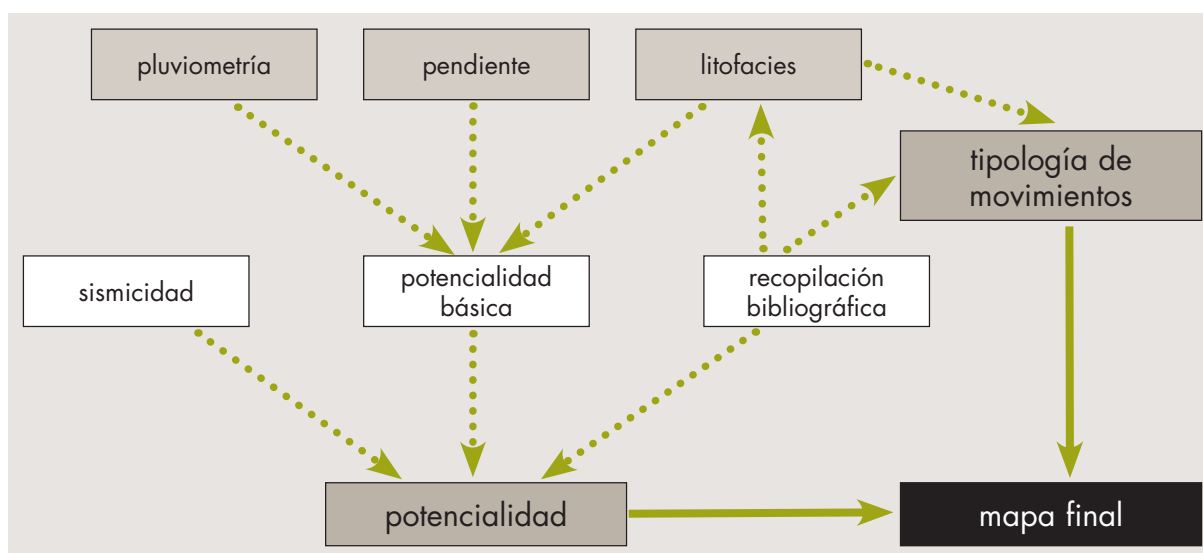 pluviometría
pendiente
litofacies
tipología de
movimientos
sismicidad
potencialidad
básica
recopilación
bibliográfica
potencialidad
mapa final